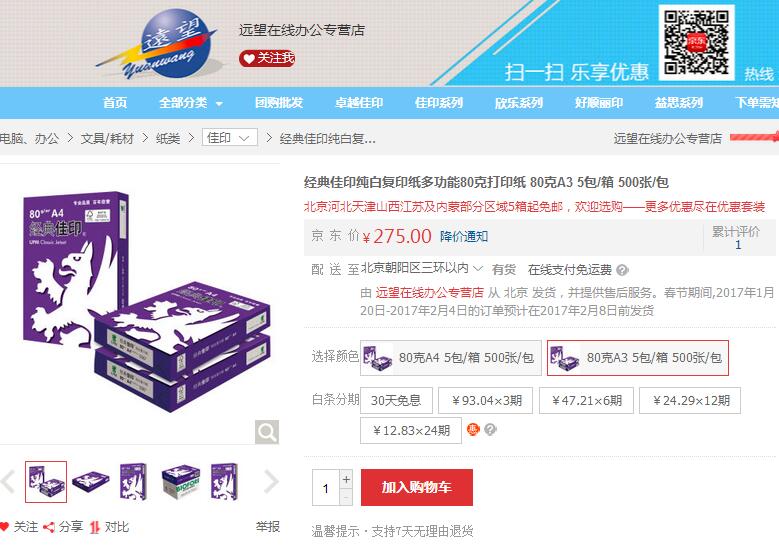 遠望
Yuanwang
远望在线办公专营店
关注我
京东
扫一扫 乐享优惠
热线
首页 全部分类 团购批发 卓越佳印 佳印系列 欣乐系列 好顺丽印 益思系列 下单需知
电脑、办公 > 文具/耗材 > 纸类 > 佳印 > 经典佳印纯白复...
远望在线办公专营店
专业品质 百年自营
80g/㎡ A4
经典佳印
UPM Classic Jetset
经典佳印纯白复印纸多功能80克打印纸 80克A3 5包/箱 500张/包
北京河北天津山西江苏及内蒙部分区域5箱起免邮，欢迎选购——更多优惠尽在优惠套装
京 东 价 ￥275.00 降价通知
累计评价
1
配 送 至 北京朝阳区三环以内 有货 在线支付免运费
由 远望在线办公专营店 从 北京 发货，并提供售后服务。春节期间,2017年1月
20日-2017年2月4日的订单预计在2017年2月8日前发货
选择颜色 80克A4 5包/箱 500张/包 80克A3 5包/箱 500张/包
白条分期 30天免息 ￥93.04×3期 ￥47.21×6期 ￥24.29×12期
￥12.83×24期 惠
1 + - 加入购物车
温馨提示·支持7天无理由退货
关注 分享 对比 举报